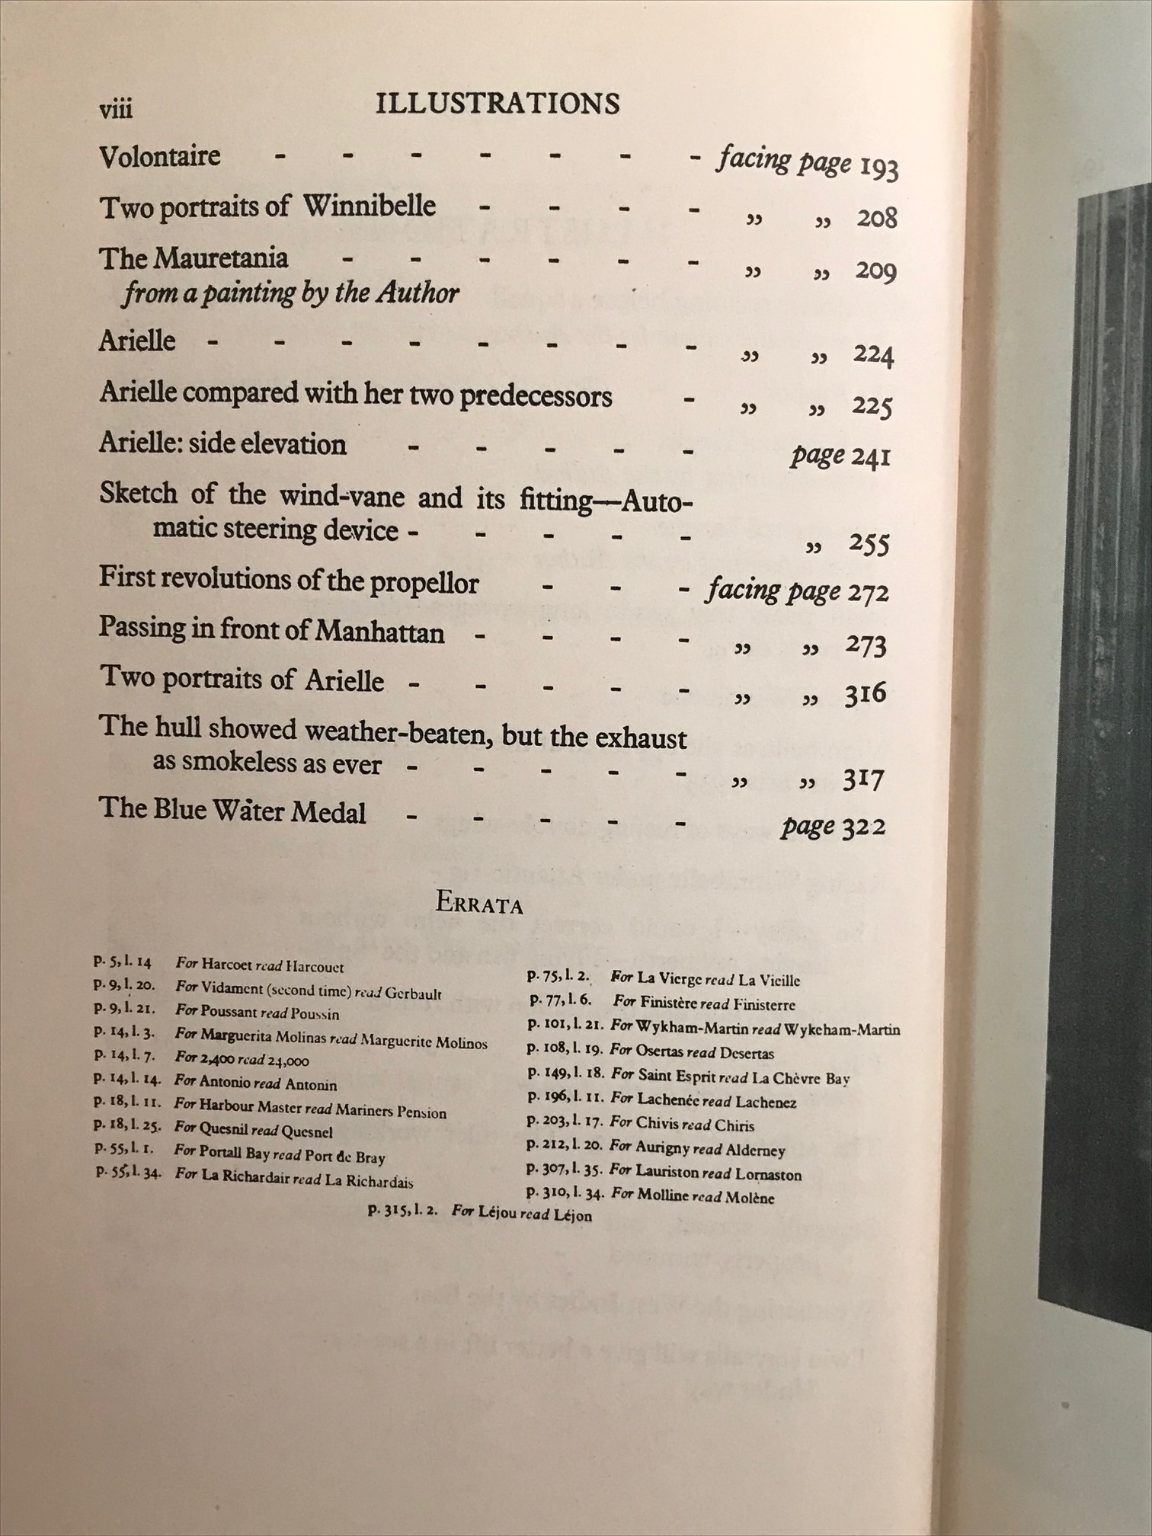 viii ILLUSTRATIONS
Volontaire - - - - - - - facing page 193
Two portraits of Winnibelle - - - - „ „ 208
The Mauretania - - - - - - „ „ 209
from a painting by the Author
Arielle - - - - - - - - „ „ 224
Arielle compared with her two predecessors - „ „ 225
Arielle: side elevation - - - - - page 241
Sketch of the wind-vane and its fitting—Auto-
matic steering device - - - - - „ 255
First revolutions of the propellor - - - facing page 272
Passing in front of Manhattan - - - - „ „ 273
Two portraits of Arielle - - - - - „ „ 316
The hull showed weather-beaten, but the exhaust
as smokeless as ever - - - - - „ „ 317
The Blue Water Medal - - - - - page 322
ERRATA
p. 5, l. 14 For Harcoet read Harcouet
p. 9, l. 20. For Vidament (second time) read Gerbault
p. 9, l. 21. For Poussant read Poussin
p. 14, l. 3. For Marguerita Molinas read Marguerite Molinos
p. 14, l. 7. For 2,400 read 24,000
p. 14, l. 14. For Antonio read Antonin
p. 18, l. 11. For Harbour Master read Mariners Pension
p. 18, l. 25. For Quesnil read Quesnel
p. 55, l. 1. For Portall Bay read Port de Bray
p. 55, l. 34. For La Richardair read La Richardais
p. 75, l. 2. For La Vierge read La Vieille
p. 77, l. 6. For Finistère read Finisterre
p. 101, l. 21. For Wykham-Martin read Wykeham-Martin
p. 108, l. 19. For Osertas read Desertas
p. 149, l. 18. For Saint Esprit read La Chèvre Bay
p. 196, l. 11. For Lachenée read Lachenez
p. 203, l. 17. For Chivis read Chiris
p. 212, l. 20. For Aurigny read Alderney
p. 307, l. 35. For Lauriston read Lornaston
p. 310, l. 34. For Molline read Molène
p. 315, l. 2. For Léjou read Léjon